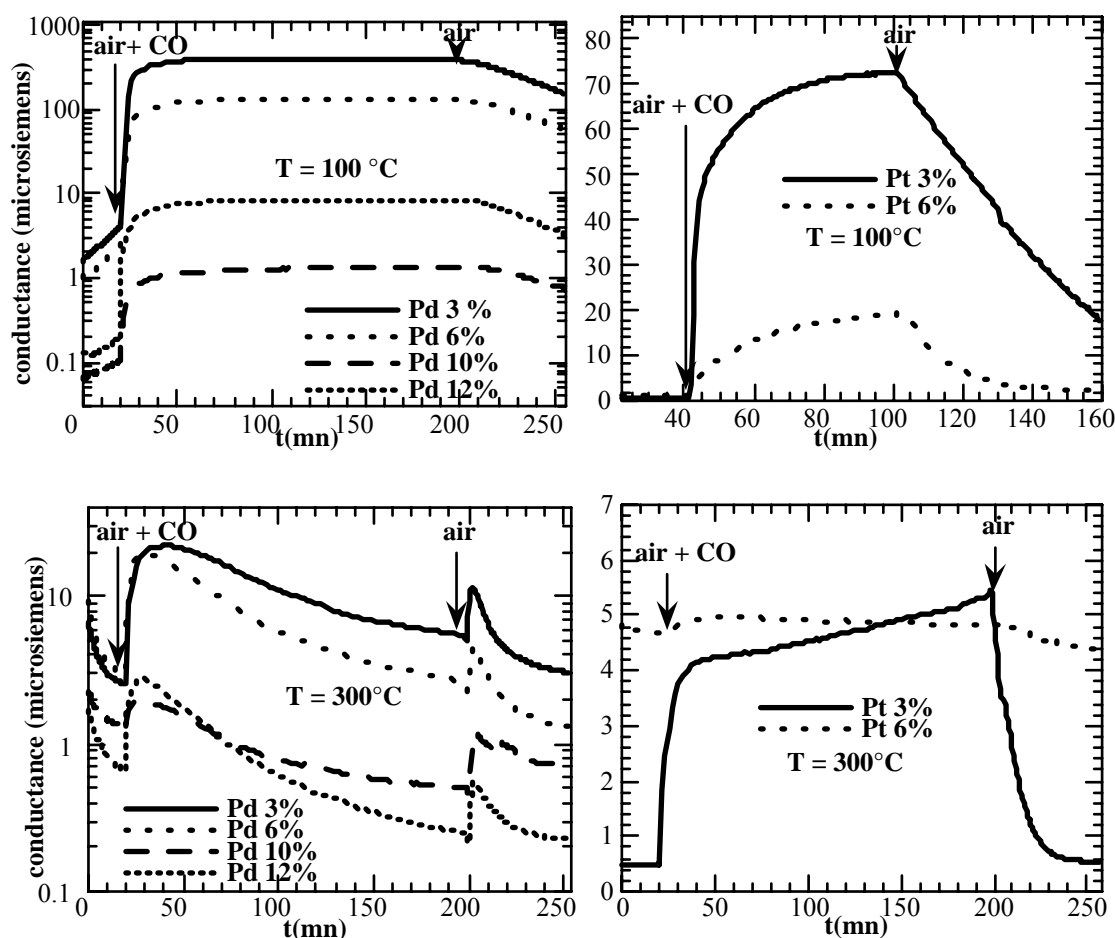 1000
100
10
1
0.1
conductance (microsiemens)
air+ CO
air
T = 100 °C
Pd 3 %
Pd 6%
Pd 10%
Pd 12%
0 50 100 150 200 250
t(mn)
80
70
60
50
40
30
20
10
0
air + CO
air
Pt 3%
Pt 6%
T = 100°C
40 60 80 100 120 140 160
t(mn)
10
1
0.1
conductance (microsiemens)
air + CO
air
T = 300°C
Pd 3%
Pd 6%
Pd 10%
Pd 12%
0 50 100 150 200 250
t(mn)
7
6
5
4
3
2
1
0
air + CO
air
Pt 3%
Pt 6%
T = 300°C
0 50 100 150 200 250
t(mn)